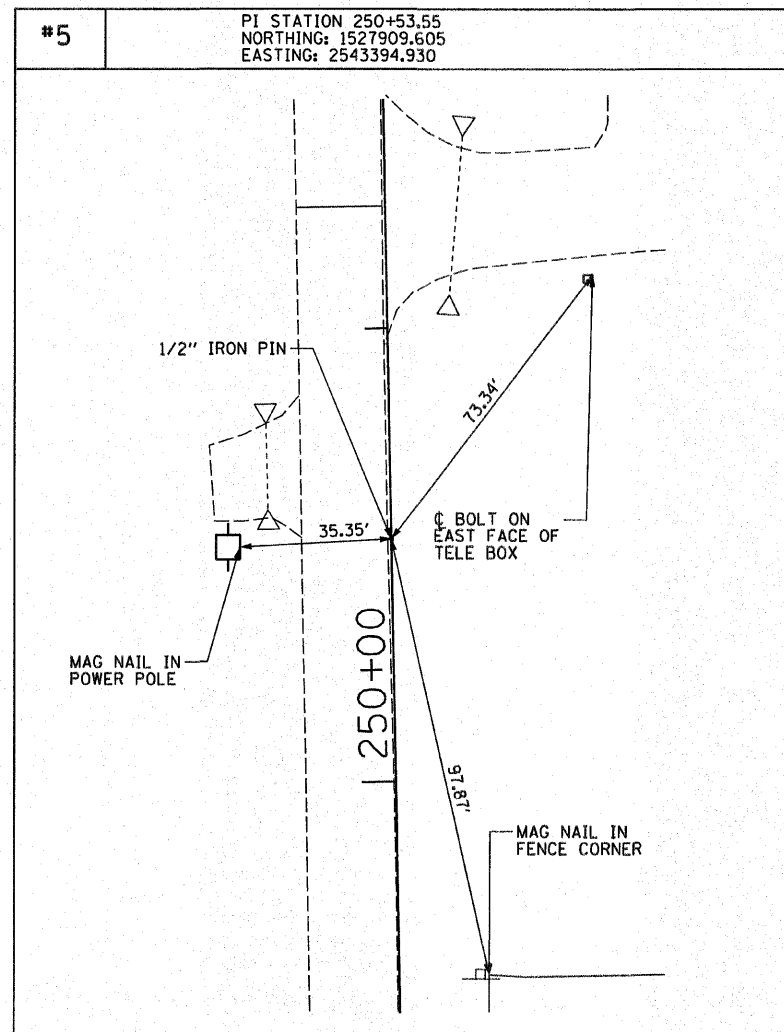 #5
PI STATION 250+53.55
NORTHING: 1527909.605
EASTING: 2543394.930
1/2" IRON PIN
73.34'
35.35'
℄ BOLT ON
EAST FACE OF
TELE BOX
MAG NAIL IN
POWER POLE
250+00
97.87'
MAG NAIL IN
FENCE CORNER